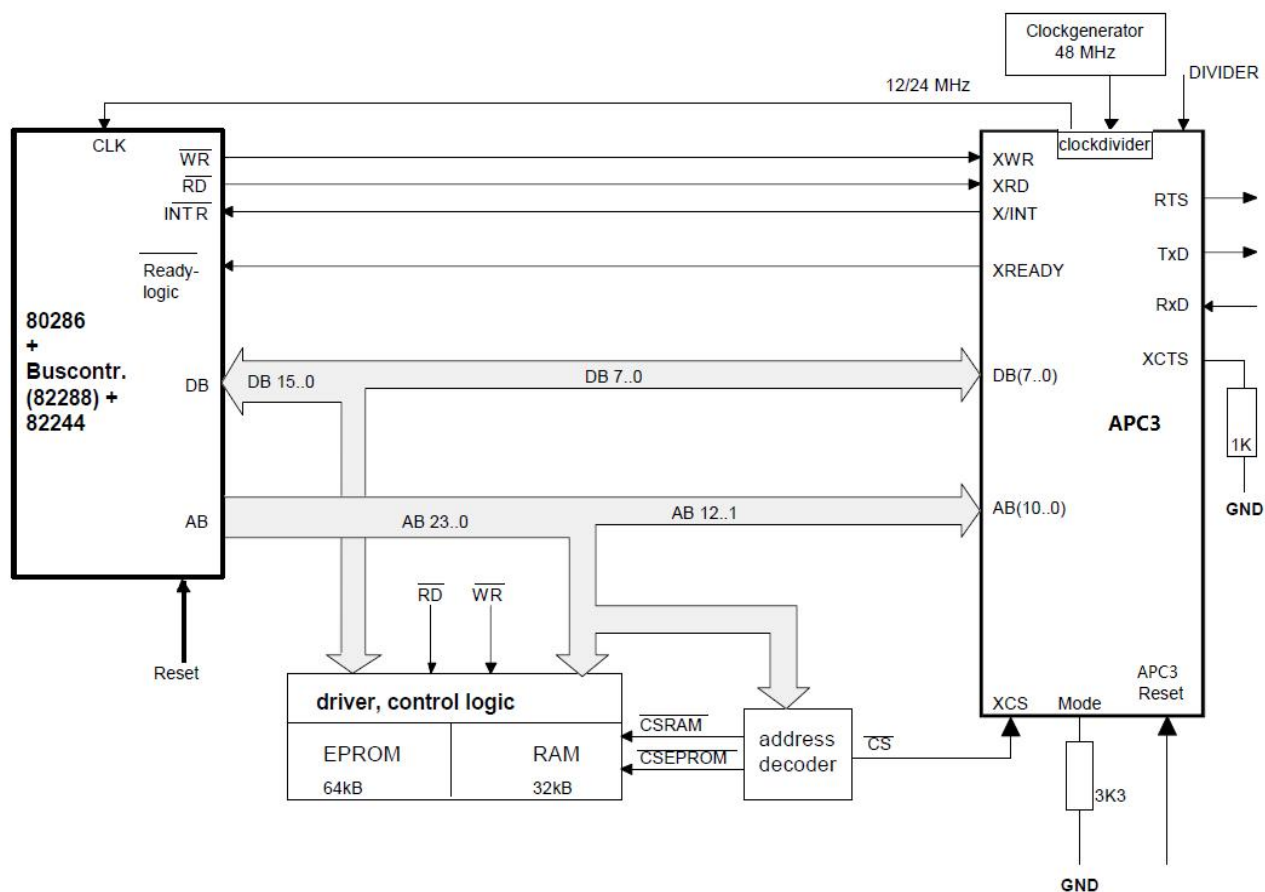 Clockgenerator
48 MHz
DIVIDER
12/24 MHz
CLK
clockdivider
WR
XWR
RD
XRD
INTR
X/INT
RTS
Ready-
logic
XREADY
TxD
RxD
80286
+
Buscontr.
(82288) +
82244
XCTS
DB
DB 15..0
DB 7..0
DB(7..0)
APC3
1K
GND
AB
AB 23..0
AB 12..1
AB(10..0)
RD
WR
Reset
APC3
Reset
driver, control logic
XCS
Mode
CSRAM
address
decoder
CS
EPROM
RAM
CSEPROM
64kB
32kB
3K3
GND